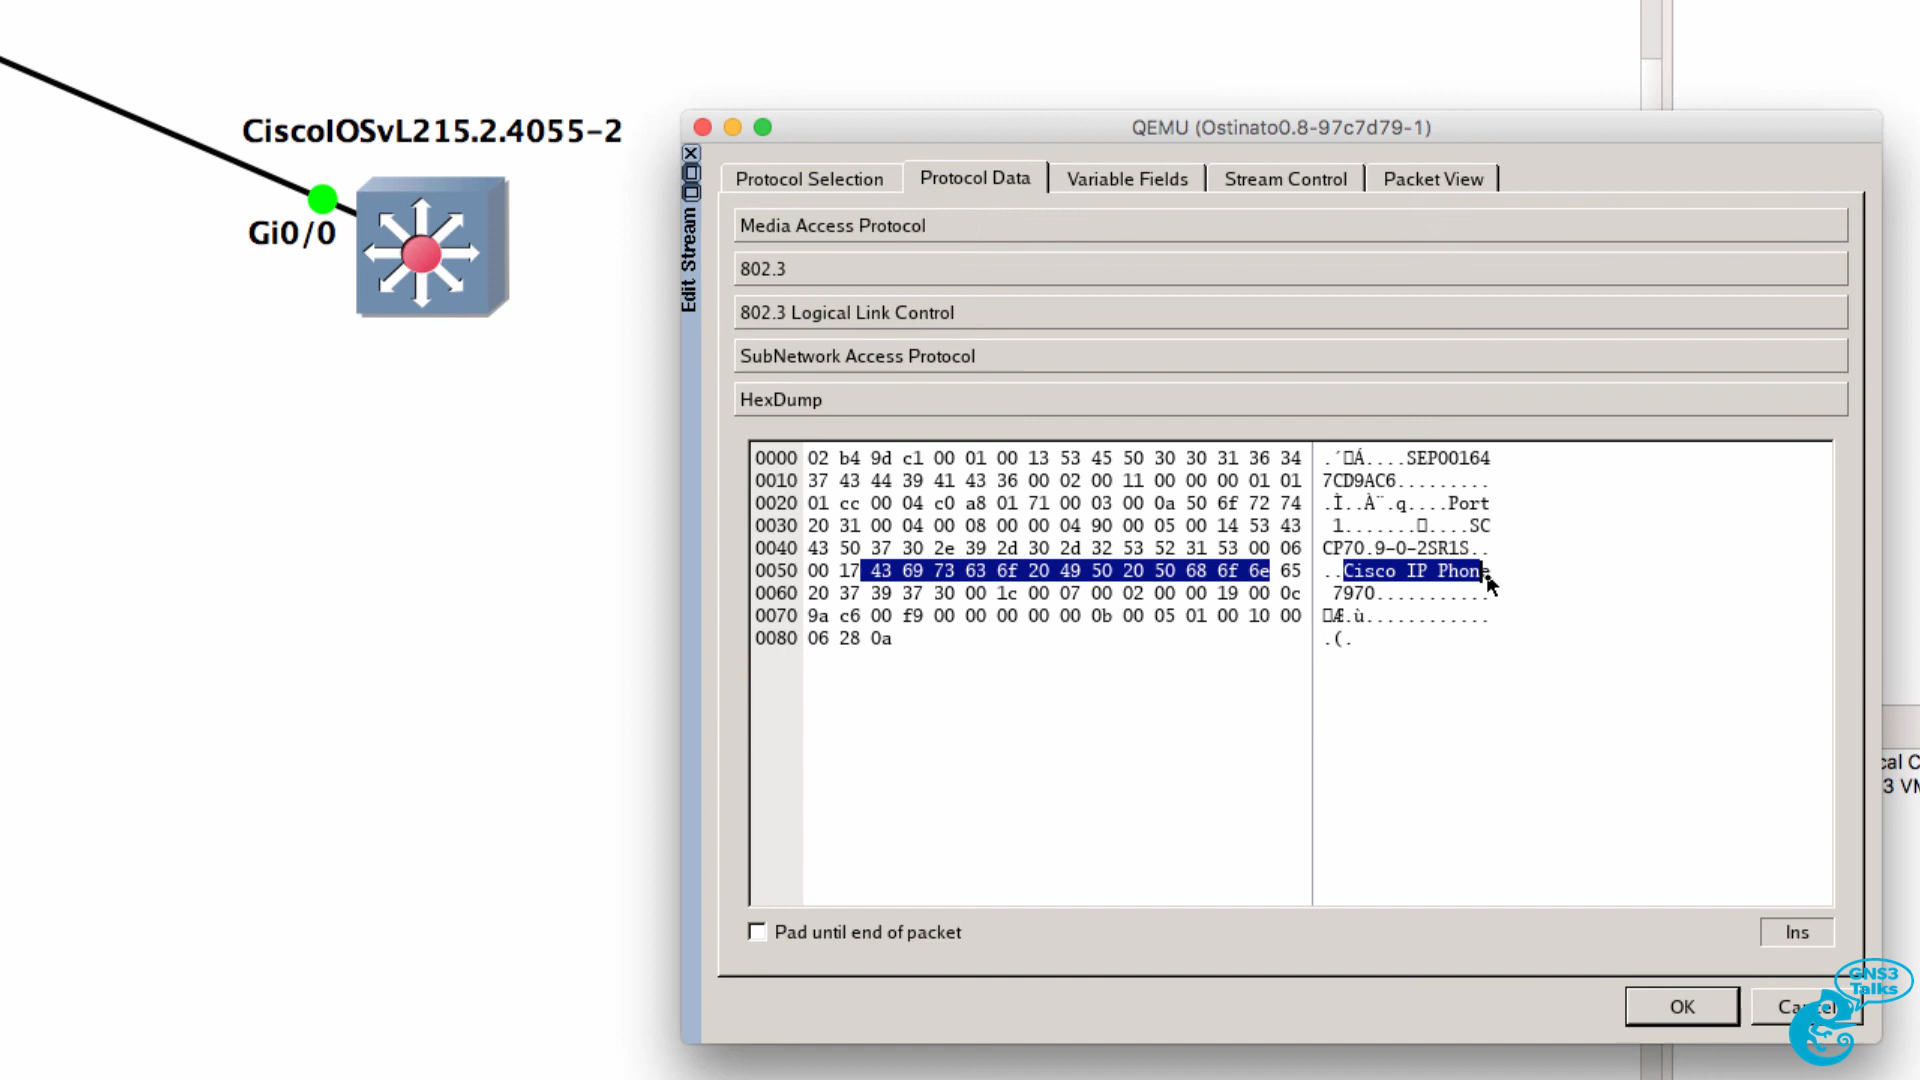 CiscoIOSvL215.2.4055-2
Gi0/0
QEMU (Ostinato0.8-97c7d79-1)
Edit Stream
Protocol Selection
Protocol Data
Variable Fields
Stream Control
Packet View
Media Access Protocol
802.3
802.3 Logical Link Control
SubNetwork Access Protocol
HexDump
0000 02 b4 9d c1 00 01 00 13 53 45 50 30 30 31 36 34 .´□Á....SEP00164
0010 37 43 44 39 41 43 36 00 02 00 11 00 00 00 01 01 7CD9AC6.........
0020 01 cc 00 04 c0 a8 01 71 00 03 00 0a 50 6f 72 74 .Ì..À¨.q....Port
0030 20 31 00 04 00 08 00 00 04 90 00 05 00 14 53 43 1.......□....SC
0040 43 50 37 30 2e 39 2d 30 2d 32 53 52 31 53 00 06 CP70.9-0-2SR1S..
0050 00 17 43 69 73 63 6f 20 49 50 20 50 68 6f 6e 65 ..Cisco IP Phone
0060 20 37 39 37 30 00 1c 00 07 00 02 00 00 19 00 0c 7970...........
0070 9a c6 00 f9 00 00 00 00 00 0b 00 05 01 00 10 00 □Æ.ù............
0080 06 28 0a .(.
Pad until end of packet
Ins
OK
Cancel
cal C
3 VM
GNS3
Talks